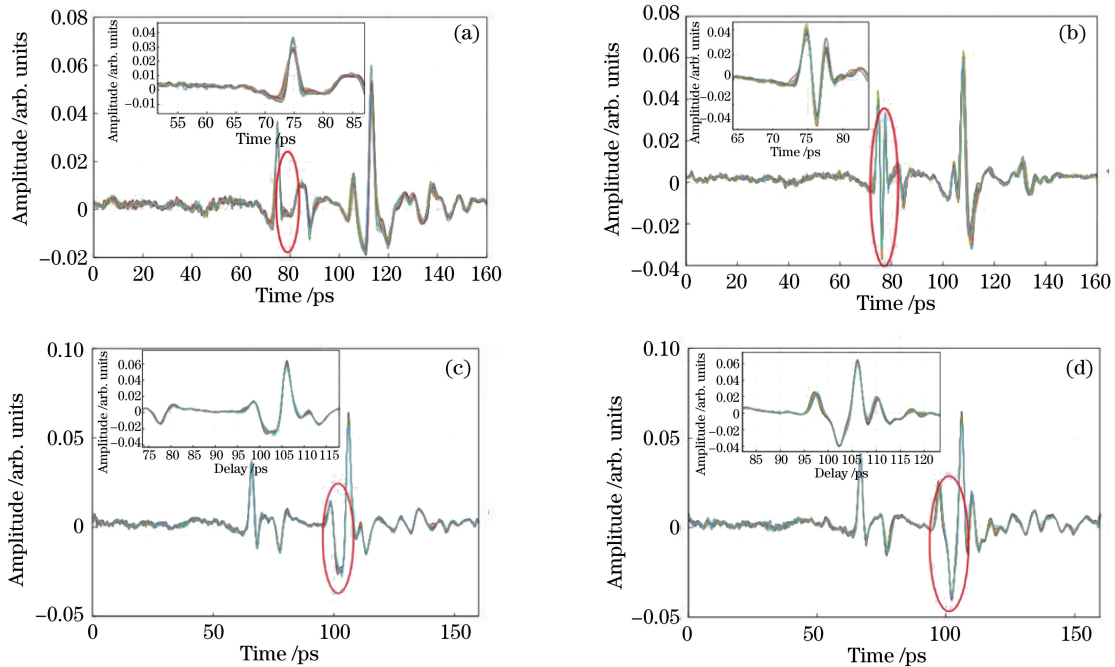 (a)
Amplitude /arb. units
0.08
0.06
0.04
0.02
0
−0.02
0 20 40 60 80 100 120 140 160
Time /ps
Amplitude /arb. units
0.04
0.03
0.02
0.01
0
−0.01
55 60 65 70 75 80 85
Time /ps
(b)
Amplitude /arb. units
0.08
0.06
0.04
0.02
0
−0.02
−0.04
0 20 40 60 80 100 120 140 160
Time /ps
Amplitude /arb. units
0.04
0.02
0
−0.02
−0.04
65 70 75 80
Time /ps
(c)
Amplitude /arb. units
0.10
0.05
0
−0.05
0 50 100 150
Time /ps
Amplitude /arb. units
0.06
0.04
0.02
0
−0.02
−0.04
75 80 85 90 95 100 106 110 115
Delay /ps
(d)
Amplitude /arb. units
0.10
0.05
0
−0.05
0 50 100 150
Time /ps
Amplitude /arb. units
0.06
0.04
0.02
0
−0.02
−0.04
85 90 95 100 105 110 115 120
Delay /ps